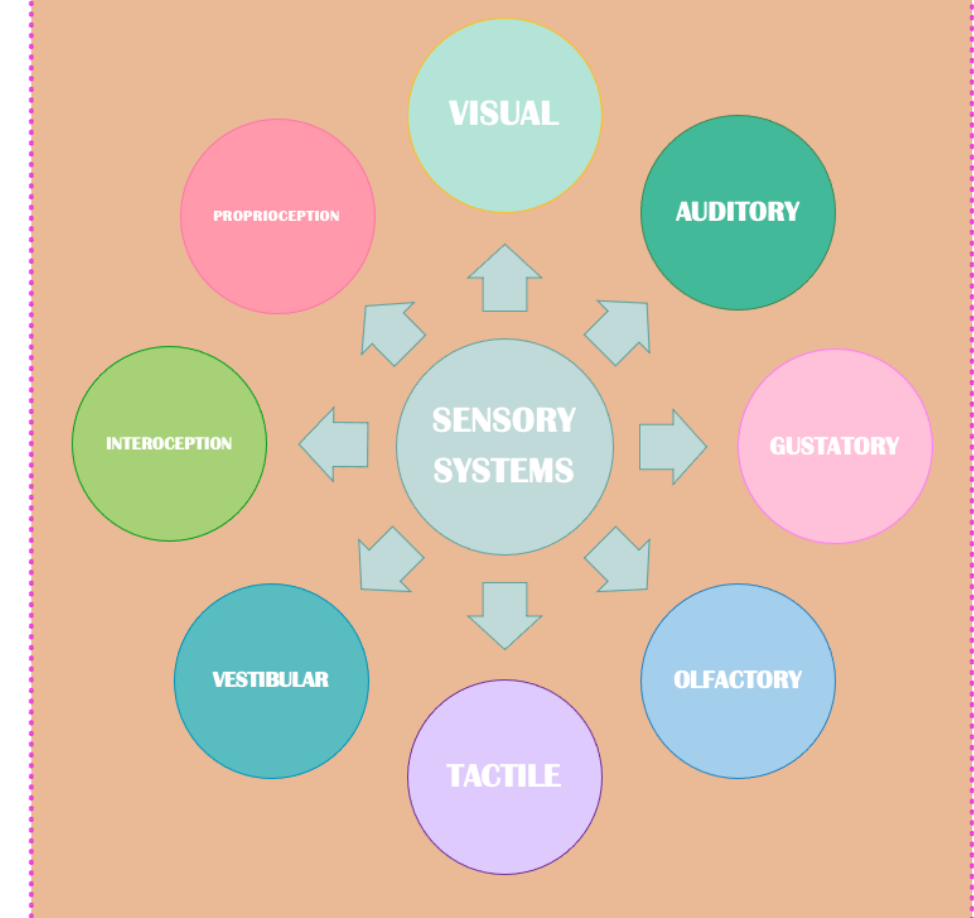 VISUAL
PROPRIOCEPTION
AUDITORY
SENSORY
SYSTEMS
INTEROCEPTION
GUSTATORY
VESTIBULAR
OLFACTORY
TACTILE